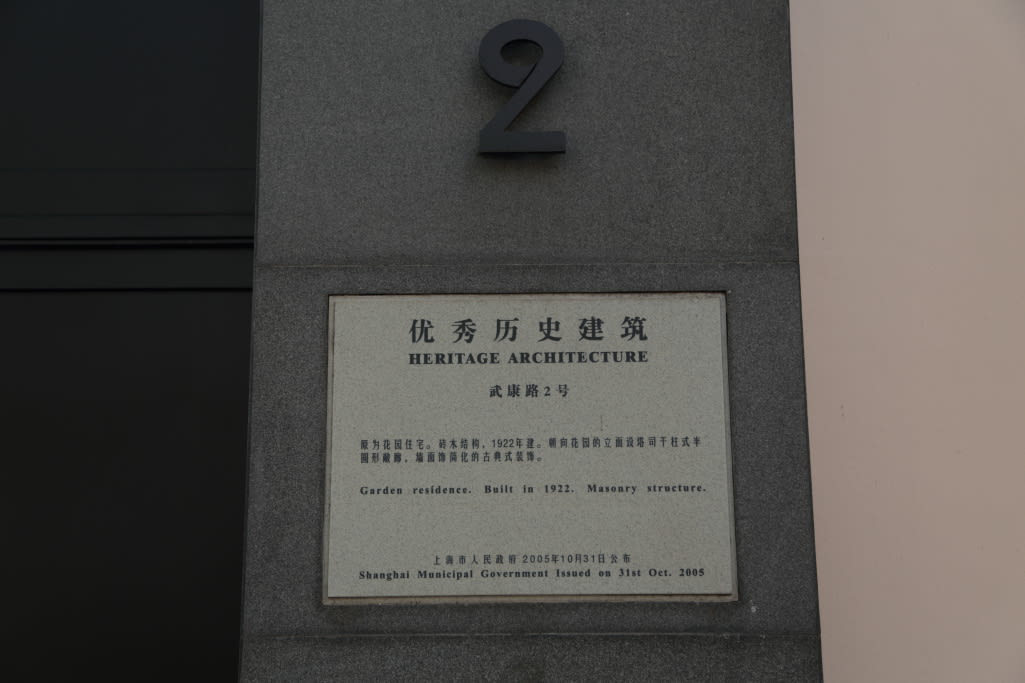 2
优秀历史建筑
HERITAGE ARCHITECTURE
武康路2号
原为花园住宅。砖木结构，1922年建。朝向花园的立面设塔司干柱式半
圆形敞廊，墙面饰简化的古典式装饰。
Garden residence. Built in 1922. Masonry structure.
上海市人民政府 2005年10月31日公布
Shanghai Municipal Government Issued on 31st Oct. 2005